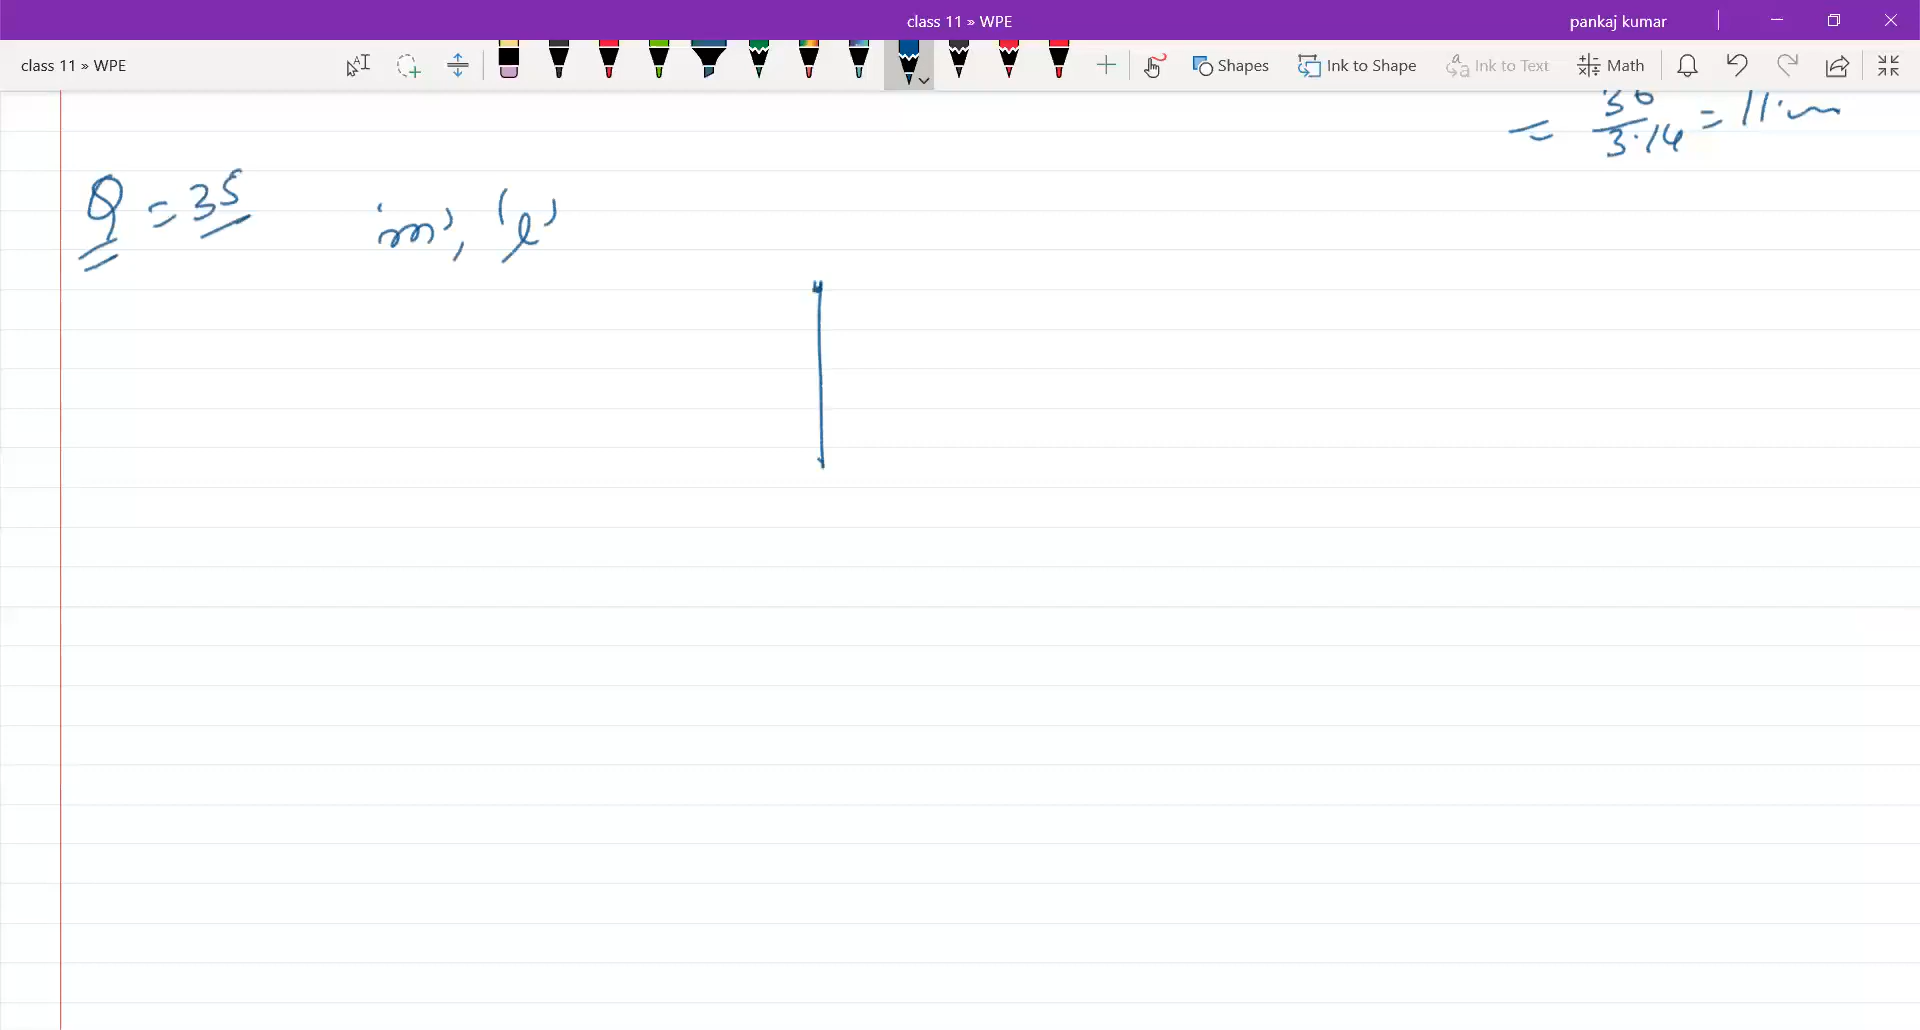 class 11 » WPE
pankaj kumar
class 11 » WPE
Shapes
Ink to Shape
Ink to Text
Math
= 36/3.14 = 11.
Q = 35 'm', 'l'